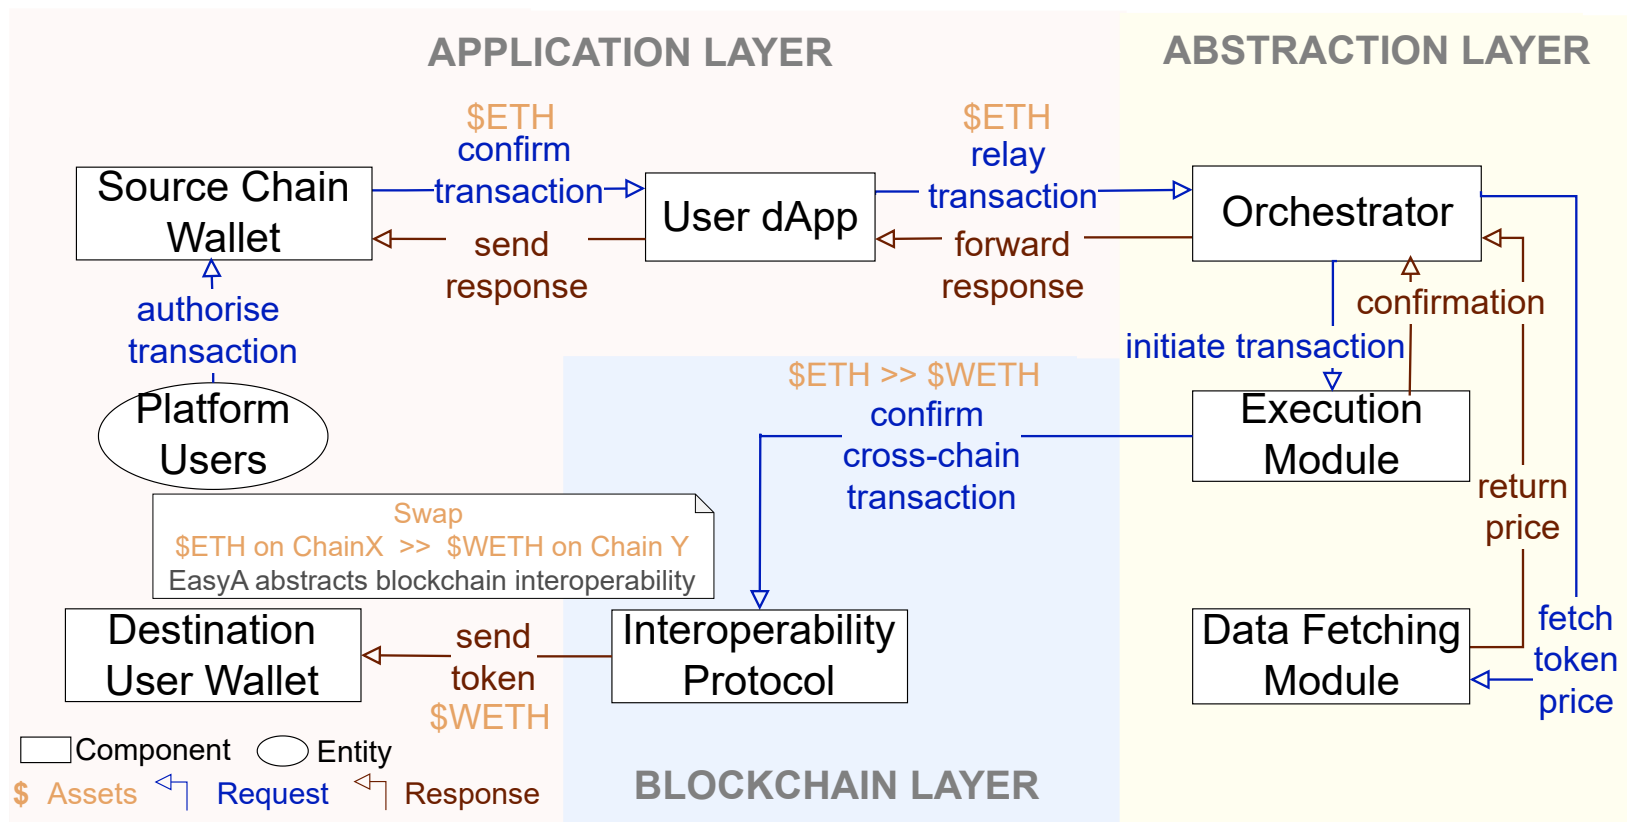 APPLICATION LAYER
ABSTRACTION LAYER
$ETH
confirm
transaction
$ETH
relay
transaction
Source Chain
Wallet
User dApp
Orchestrator
send
response
forward
response
authorise
transaction
confirmation
initiate transaction
$ETH >> $WETH
confirm
cross-chain
transaction
Platform
Users
Execution
Module
return
price
Swap
$ETH on ChainX >> $WETH on Chain Y
EasyA abstracts blockchain interoperability
Destination
User Wallet
send
token
$WETH
Interoperability
Protocol
Data Fetching
Module
fetch
token
price
Component
Entity
$ Assets
Request
Response
BLOCKCHAIN LAYER